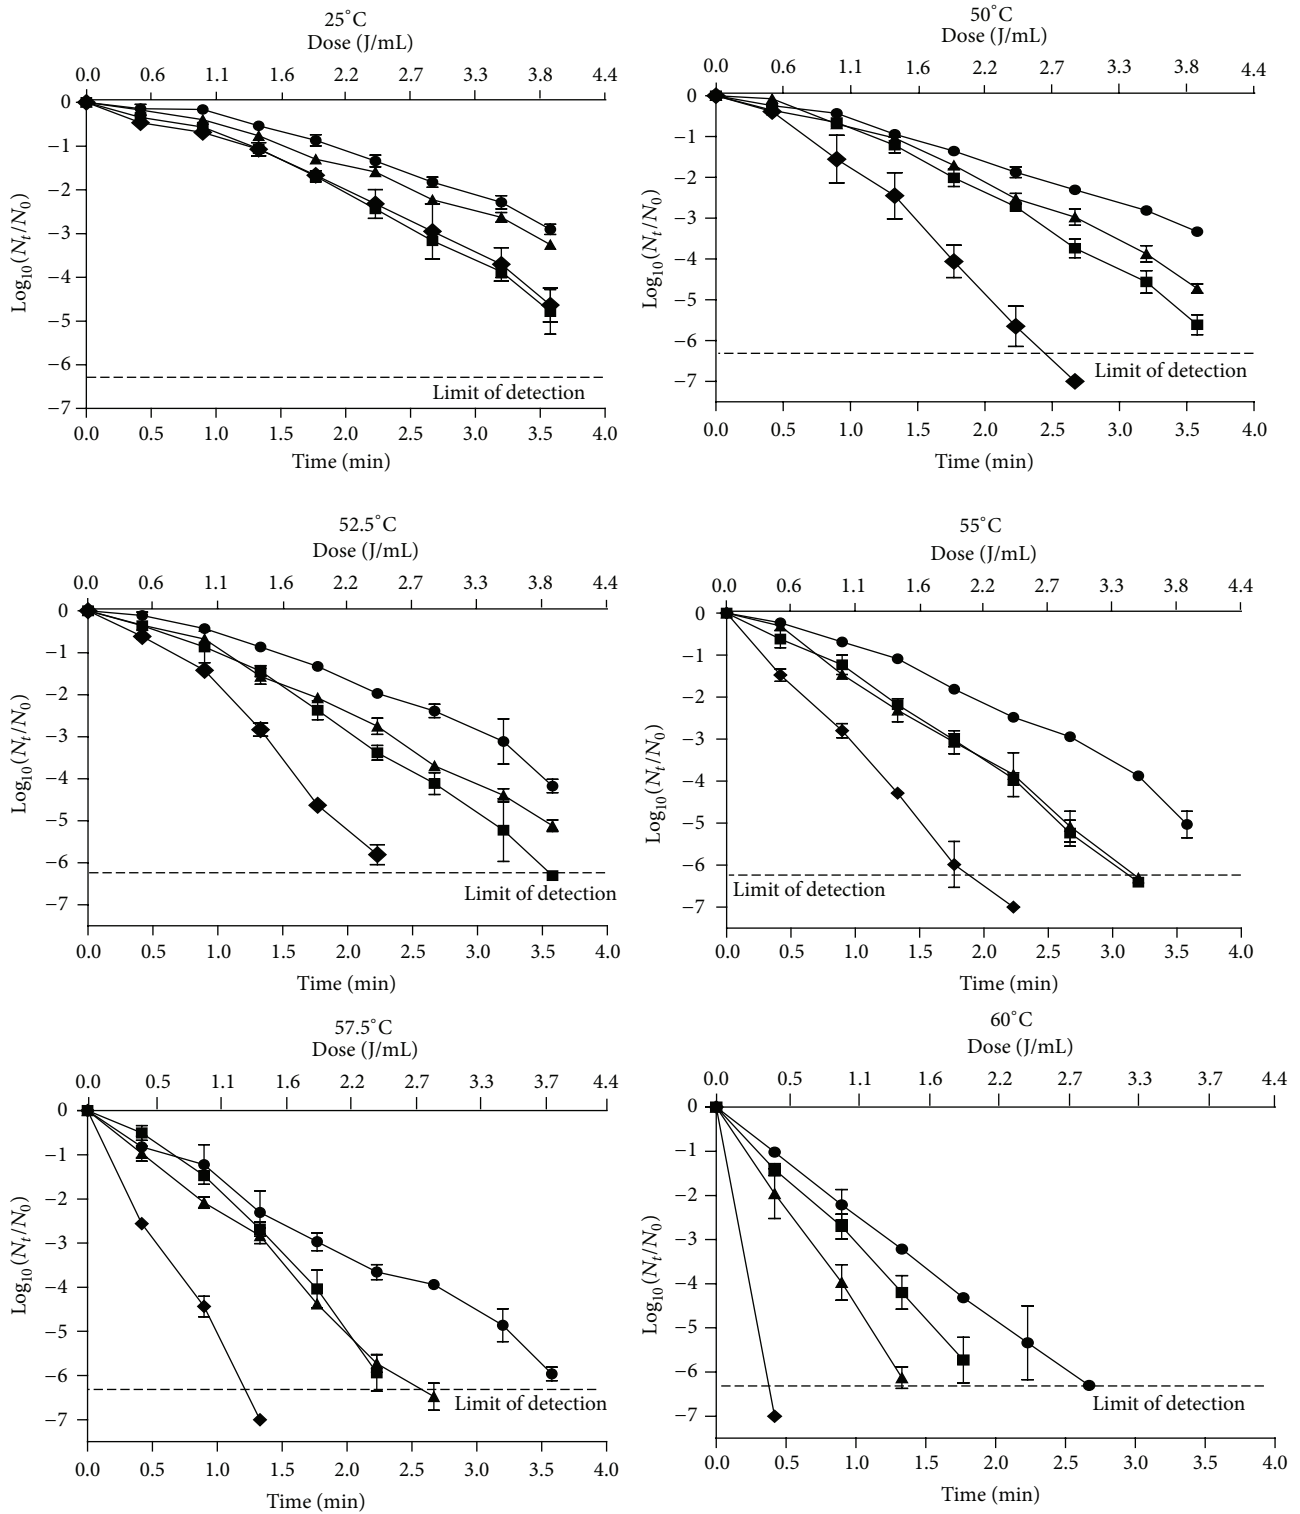 25°C
Dose (J/mL)
0.0 0.6 1.1 1.6 2.2 2.7 3.3 3.8 4.4
0
−1
−2
−3
−4
−5
−6
−7
Log10(Nt/N0)
Limit of detection
0.0 0.5 1.0 1.5 2.0 2.5 3.0 3.5 4.0
Time (min)
50°C
Dose (J/mL)
0.0 0.6 1.1 1.8 2.2 2.7 3.3 3.8 4.4
0
−1
−2
−3
−4
−5
−6
−7
Log10(Nt/N0)
Limit of detection
0.0 0.5 1.0 1.5 2.0 2.5 3.0 3.5 4.0
Time (min)
52.5°C
Dose (J/mL)
0.0 0.6 1.1 1.6 2.2 2.7 3.3 3.8 4.4
0
−1
−2
−3
−4
−5
−6
−7
Log10(Nt/N0)
Limit of detection
0.0 0.5 1.0 1.5 2.0 2.5 3.0 3.5 4.0
Time (min)
55°C
Dose (J/mL)
0.0 0.6 1.1 1.6 2.2 2.7 3.3 3.8 4.4
0
−1
−2
−3
−4
−5
−6
−7
Log10(Nt/N0)
Limit of detection
0.0 0.5 1.0 1.5 2.0 2.5 3.0 3.5 4.0
Time (min)
57.5°C
Dose (J/mL)
0.0 0.5 1.1 1.6 2.2 2.7 3.3 3.7 4.4
0
−1
−2
−3
−4
−5
−6
−7
Log10(Nt/N0)
Limit of detection
0.0 0.5 1.0 1.5 2.0 2.5 3.0 3.5 4.0
Time (min)
60°C
Dose (J/mL)
0.0 0.5 1.1 1.6 2.2 2.7 3.3 3.7 4.4
0
−1
−2
−3
−4
−5
−6
−7
Log10(Nt/N0)
Limit of detection
0.0 0.5 1.0 1.5 2.0 2.5 3.0 3.5 4.0
Time (min)